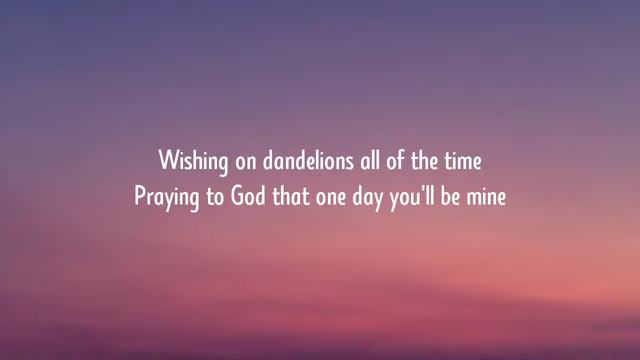 Wishing on dandelions all of the time
Praying to God that one day you'll be mine